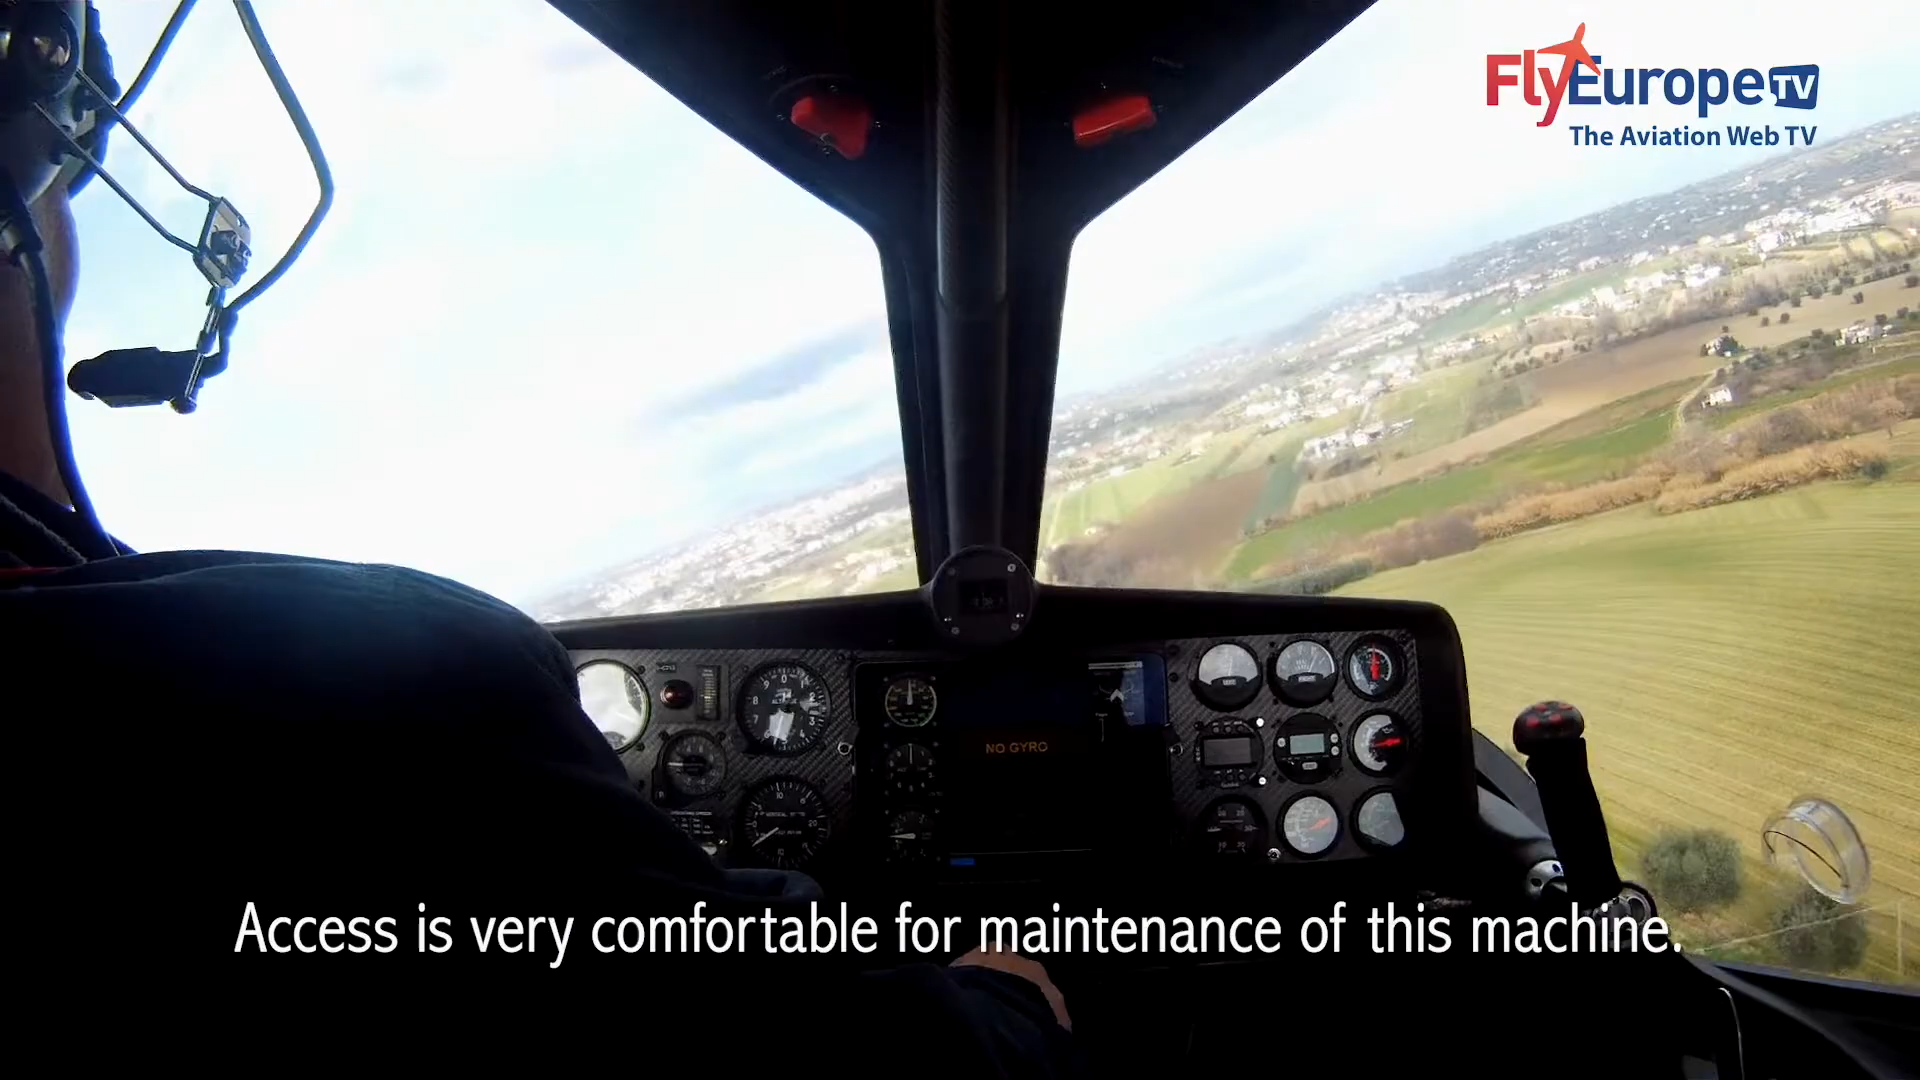 FlyEurope TV
The Aviation Web TV
NO GYRO
Access is very comfortable for maintenance of this machine.